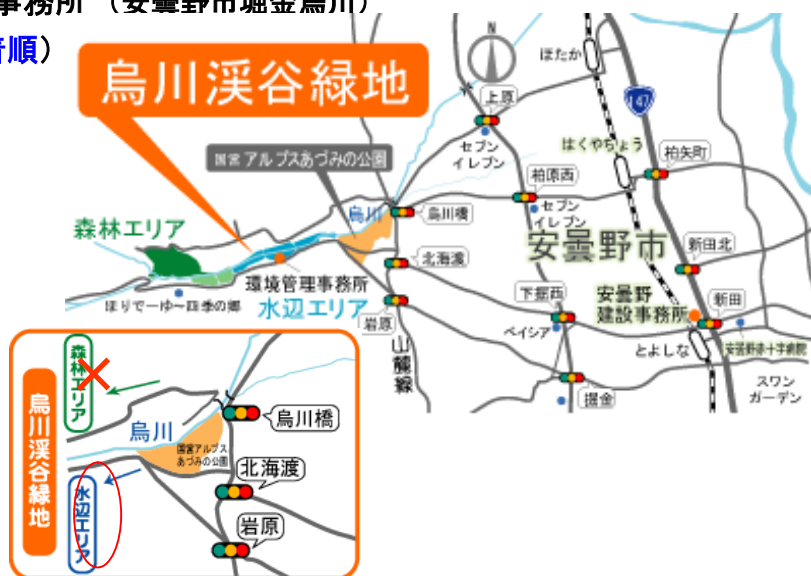 事務所 （安曇野市堀金烏川）
音順）
烏川渓谷緑地
N
ほたか
147
上原
セブン
イレブン
はくやちょう
柏矢町
国営 アルプスあづみの公園
柏原西
セブン
イレブン
烏川
烏川橋
森林エリア
安曇野市
新田北
北海渡
環境管理事務所
水辺エリア
ほりでーゆ〜四季の郷
下堀西
安曇野
建設事務所
新田
岩原
ベイシア
とよしな
安曇野赤十字病院
山麓線
スワン
ガーデン
堀金
烏川渓谷緑地
森林エリア
烏川
烏川橋
国営アルプス
あづみの公園
北海渡
水辺エリア
岩原